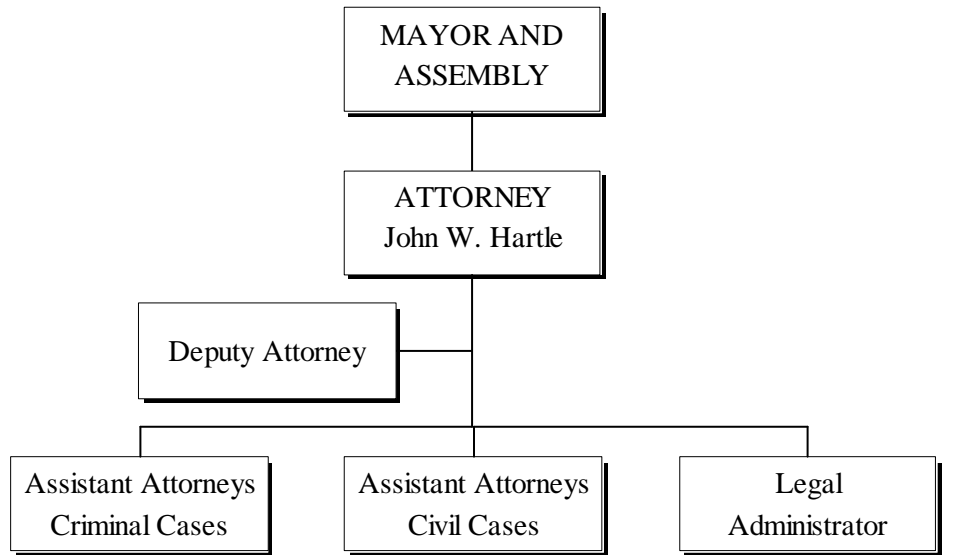 MAYOR AND
ASSEMBLY
ATTORNEY
John W. Hartle
Deputy Attorney
Assistant Attorneys
Criminal Cases
Assistant Attorneys
Civil Cases
Legal
Administrator